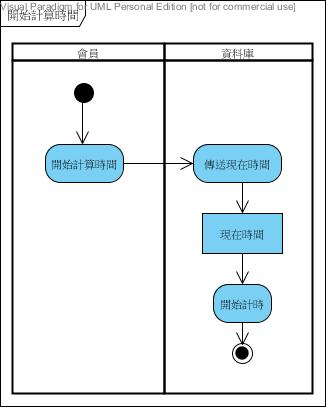 Visual Paradigm for UML Personal Edition [not for commercial use]
開始計算時間
會員
資料庫
開始計算時間
傳送現在時間
現在時間
開始計時